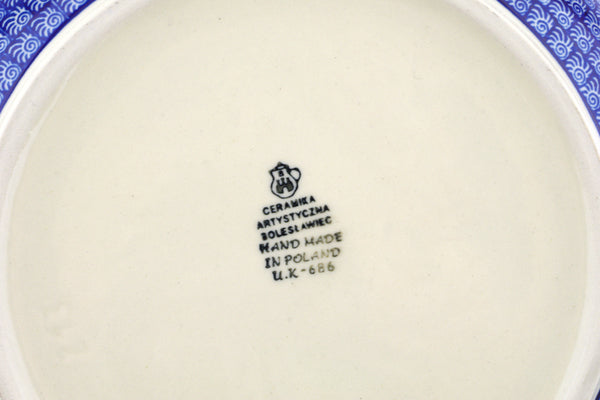 CERAMIKA
ARTYSTYCZNA
BOLESŁAWIEC
HAND MADE
IN POLAND
U.K-686